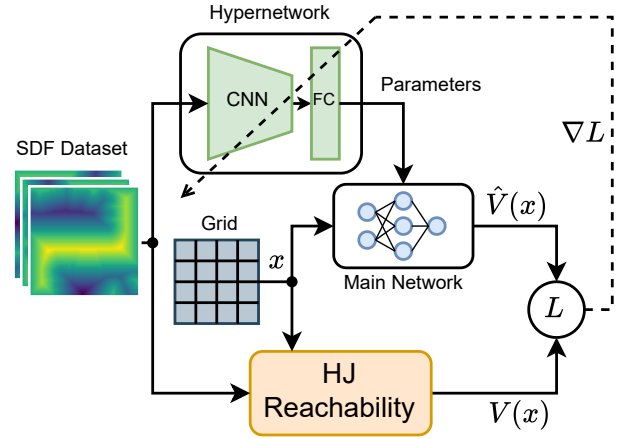 Hypernetwork
CNN
FC
Parameters
∇L
SDF Dataset
Grid
x
V̂(x)
Main Network
L
HJ
Reachability
V(x)